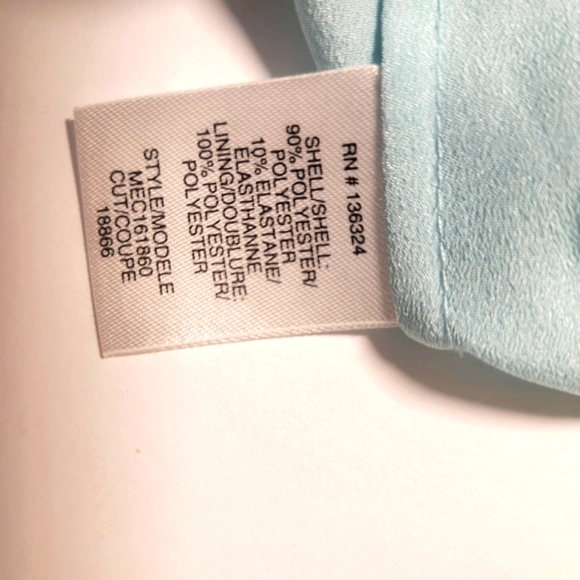 RN # 136324
SHELL/SHELL:
90% POLYESTER/
POLYESTER
10% ELASTANE/
ÉLASTHANNE
LINING/DOUBLURE:
100% POLYESTER/
POLYESTER
STYLE/MODELE
MEC161860
CUT/COUPE
18866